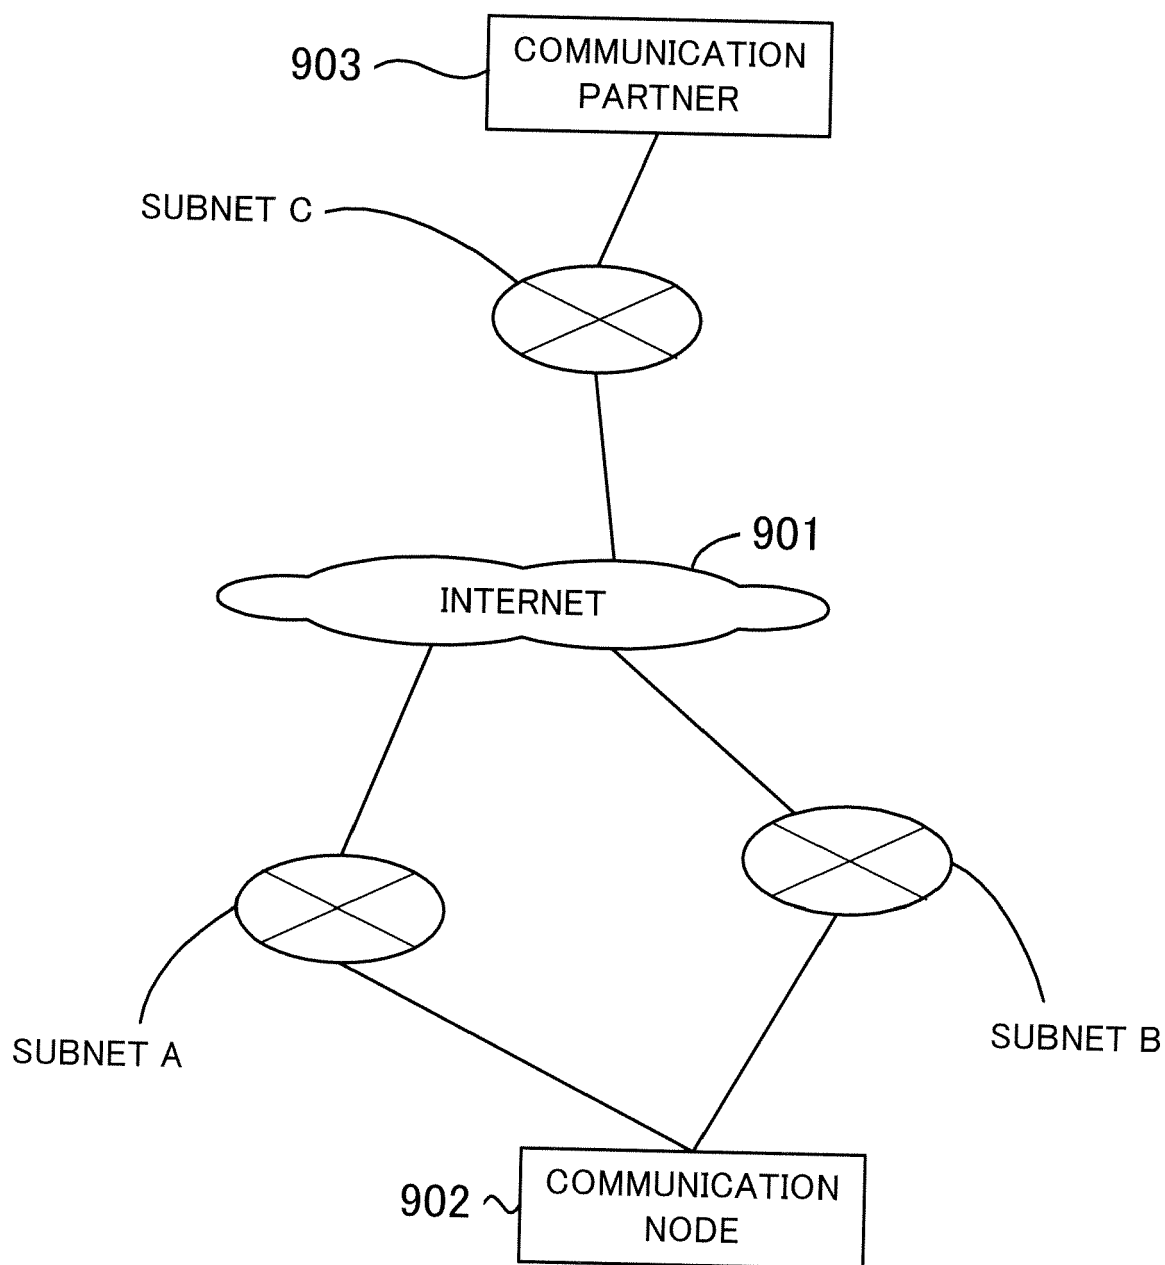 903
COMMUNICATION
PARTNER
SUBNET C
901
INTERNET
SUBNET A
SUBNET B
902
COMMUNICATION
NODE